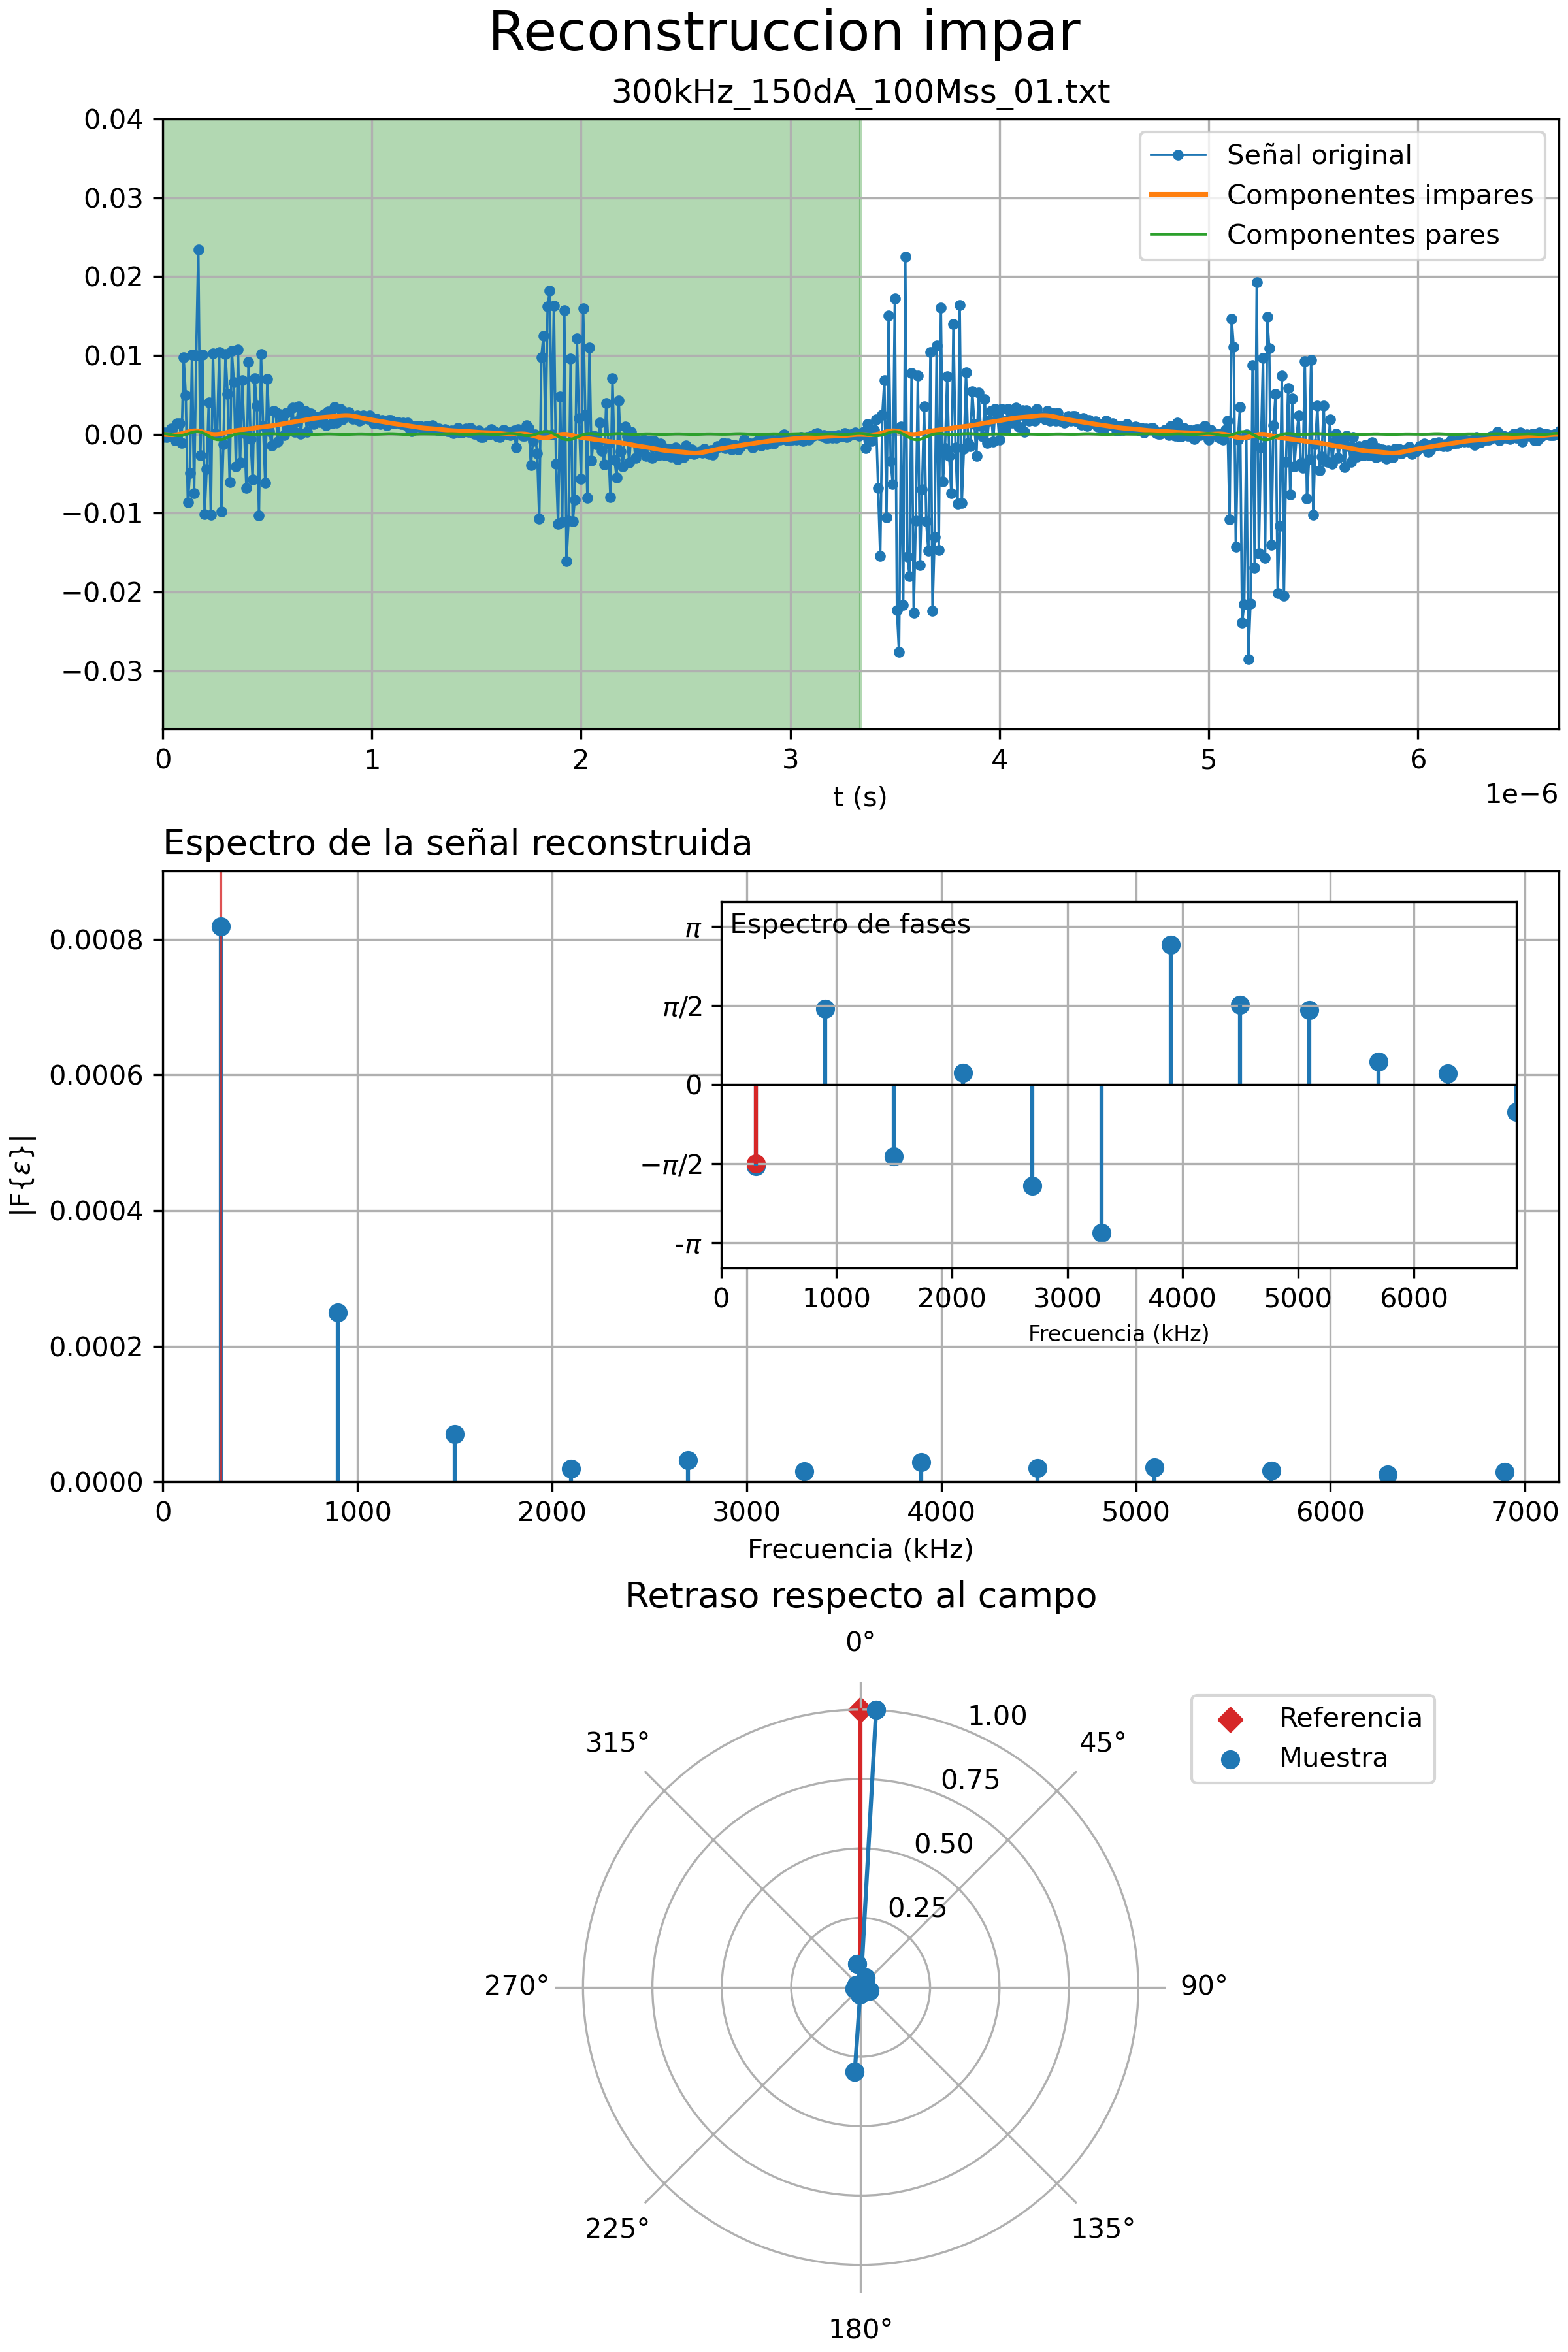 Reconstruccion impar
300kHz_150dA_100Mss_01.txt
0.04
0.03
0.02
0.01
0.00
−0.01
−0.02
−0.03
Señal original
Componentes impares
Componentes pares
0 1 2 3 4 5 6
t (s)
1e−6
Espectro de la señal reconstruida
|F{ε}|
0.0008
0.0006
0.0004
0.0002
0.0000
Espectro de fases
π
π/2
0
−π/2
-π
0 1000 2000 3000 4000 5000 6000
Frecuencia (kHz)
0 1000 2000 3000 4000 5000 6000 7000
Frecuencia (kHz)
Retraso respecto al campo
0°
Referencia
Muestra
315°
45°
1.00
0.75
0.50
0.25
270°
90°
225°
135°
180°